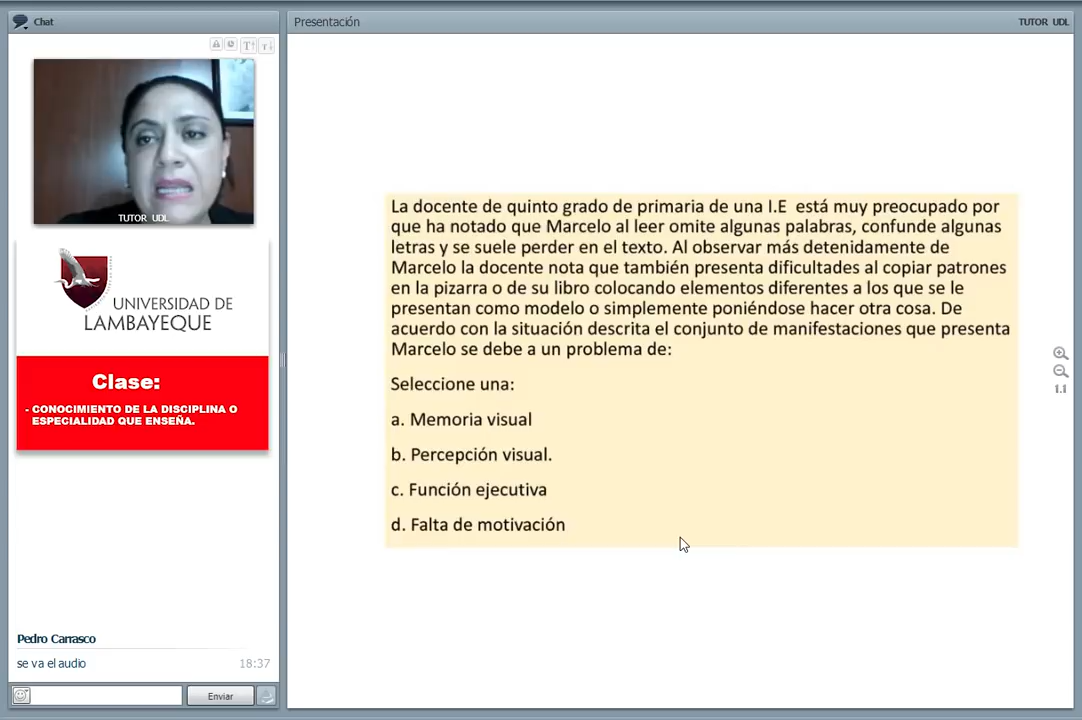 Chat
Presentación
TUTOR UDL
TUTOR UDL
UNIVERSIDAD DE
LAMBAYEQUE
Clase:
- CONOCIMIENTO DE LA DISCIPLINA O
ESPECIALIDAD QUE ENSEÑA.
Pedro Carrasco
se va el audio 18:37
Enviar
La docente de quinto grado de primaria de una I.E está muy preocupado por
que ha notado que Marcelo al leer omite algunas palabras, confunde algunas
letras y se suele perder en el texto. Al observar más detenidamente de
Marcelo la docente nota que también presenta dificultades al copiar patrones
en la pizarra o de su libro colocando elementos diferentes a los que se le
presentan como modelo o simplemente poniéndose hacer otra cosa. De
acuerdo con la situación descrita el conjunto de manifestaciones que presenta
Marcelo se debe a un problema de:
Seleccione una:
a. Memoria visual
b. Percepción visual.
c. Función ejecutiva
d. Falta de motivación
1.1